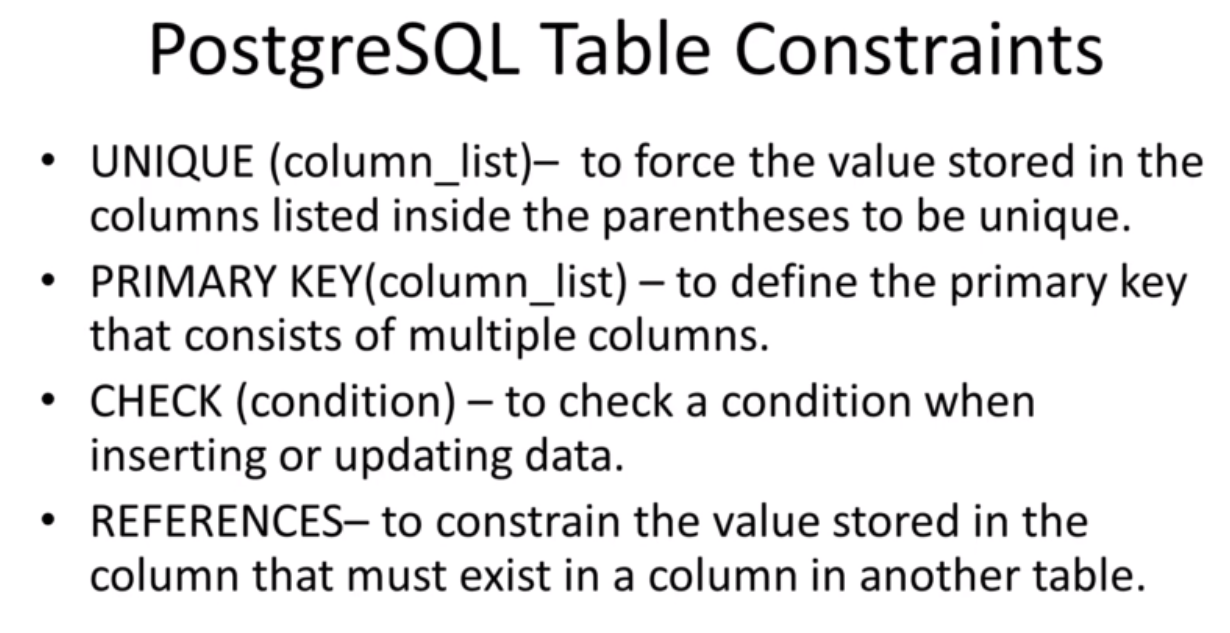 PostgreSQL Table Constraints
• UNIQUE (column_list)– to force the value stored in the
columns listed inside the parentheses to be unique.
• PRIMARY KEY(column_list) – to define the primary key
that consists of multiple columns.
• CHECK (condition) – to check a condition when
inserting or updating data.
• REFERENCES– to constrain the value stored in the
column that must exist in a column in another table.